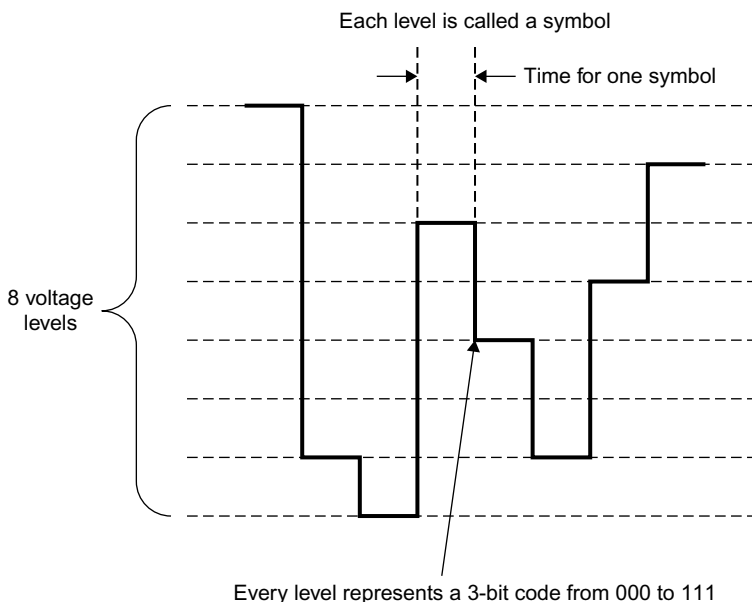 Each level is called a symbol
Time for one symbol
8 voltage
levels
Every level represents a 3-bit code from 000 to 111